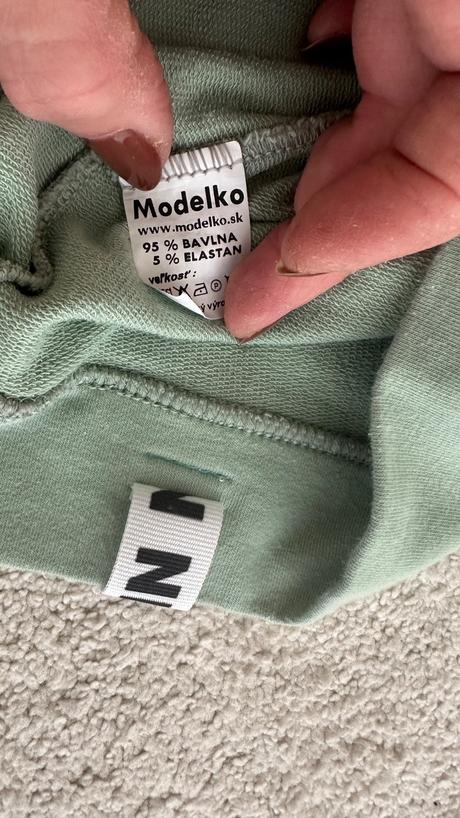 Modelko
www.modelko.sk
95 % BAVLNA
5 % ELASTAN
veľkosť:
N